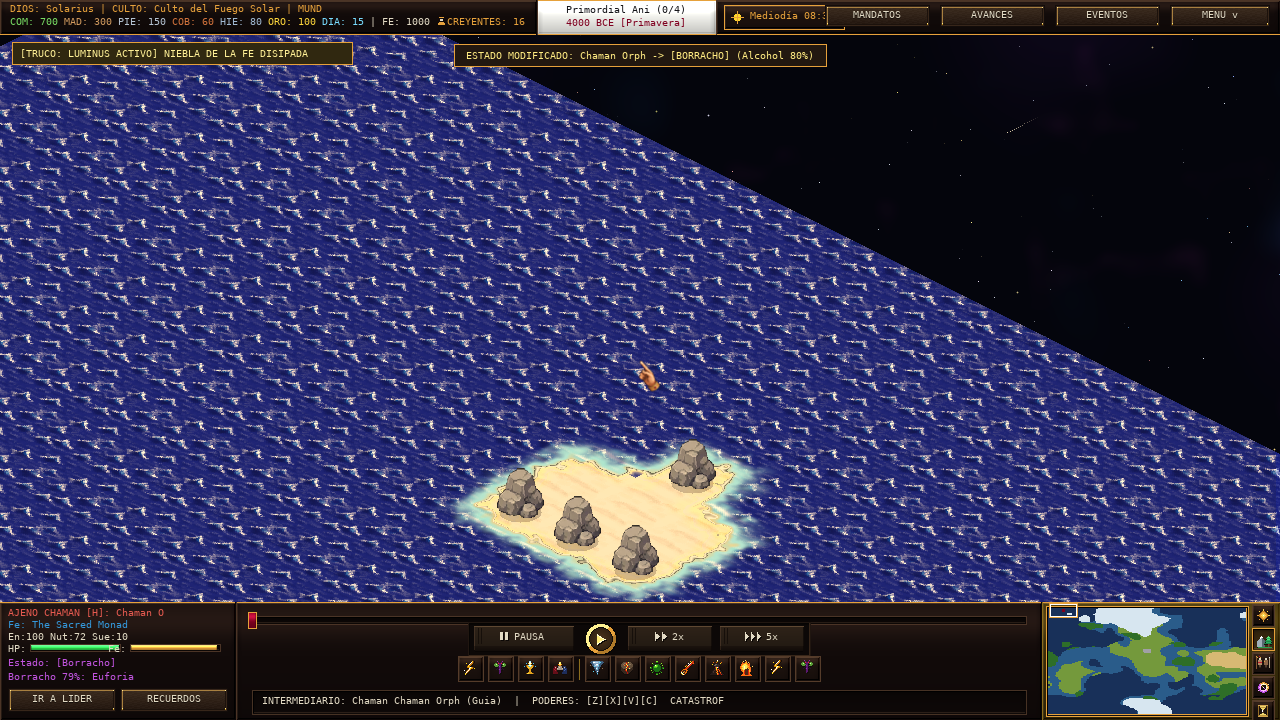 DIOS: Solarius | CULTO: Culto del Fuego Solar | MUND
COM: 700 MAD: 300 PIE: 150 COB: 60 HIE: 80 ORO: 100 DIA: 15 | FE: 1000 CREYENTES: 16
Primordial Ani (0/4)
4000 BCE [Primavera]
Mediodía 08:3
MANDATOS
AVANCES
EVENTOS
MENU v
[TRUCO: LUMINUS ACTIVO] NIEBLA DE LA FE DISIPADA
ESTADO MODIFICADO: Chaman Orph -> [BORRACHO] (Alcohol 80%)
AJENO CHAMAN [H]: Chaman O
Fe: The Sacred Monad
En:100 Nut:72 Sue:10
HP: Fe:
Estado: [Borracho]
Borracho 79%: Euforia
IR A LIDER
RECUERDOS
PAUSA
2x
5x
INTERMEDIARIO: Chaman Chaman Orph (Guia) | PODERES: [Z][X][V][C] CATASTROF